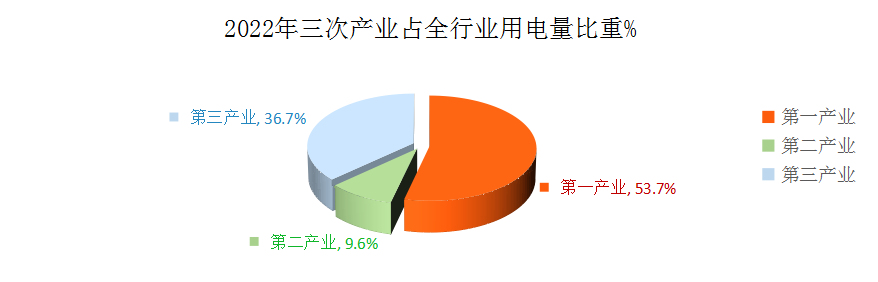 2022年三次产业占全行业用电量比重%
第三产业, 36.7%
第一产业, 53.7%
第二产业, 9.6%
第一产业
第二产业
第三产业